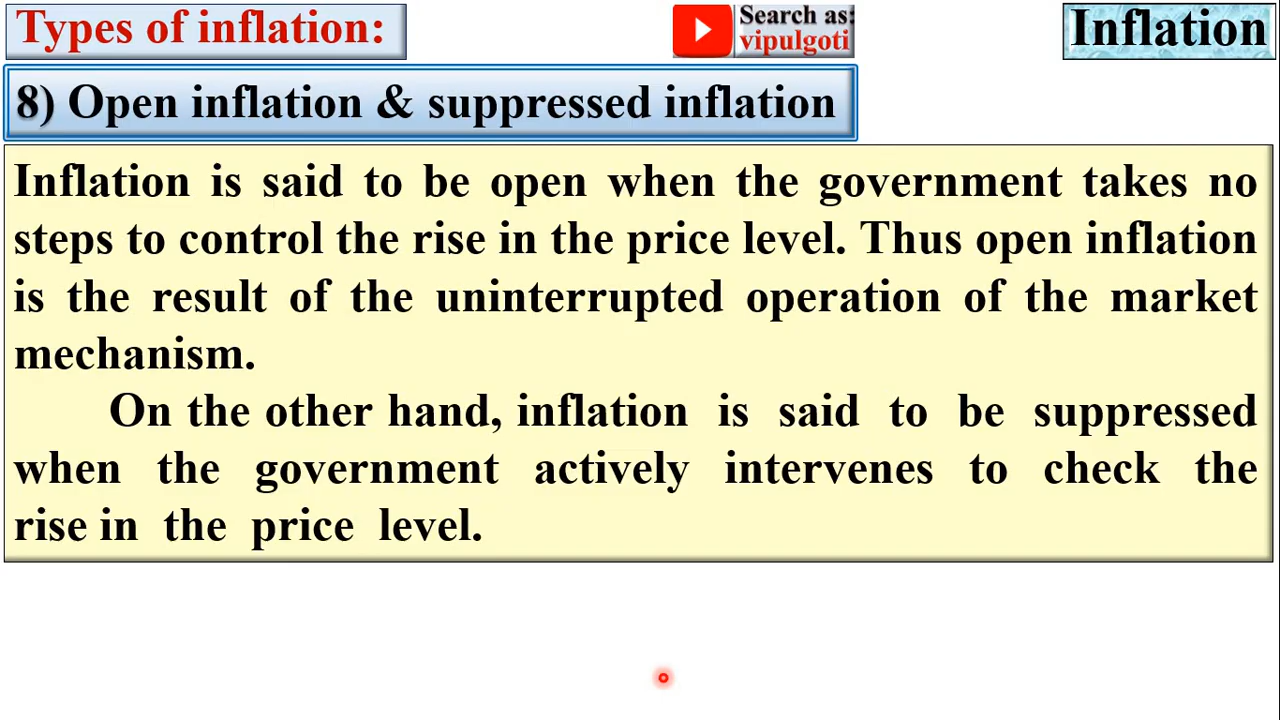 Types of inflation:
Search as:
vipulgoti
Inflation
8) Open inflation & suppressed inflation
Inflation is said to be open when the government takes no
steps to control the rise in the price level. Thus open inflation
is the result of the uninterrupted operation of the market
mechanism.
On the other hand, inflation is said to be suppressed
when the government actively intervenes to check the
rise in the price level.